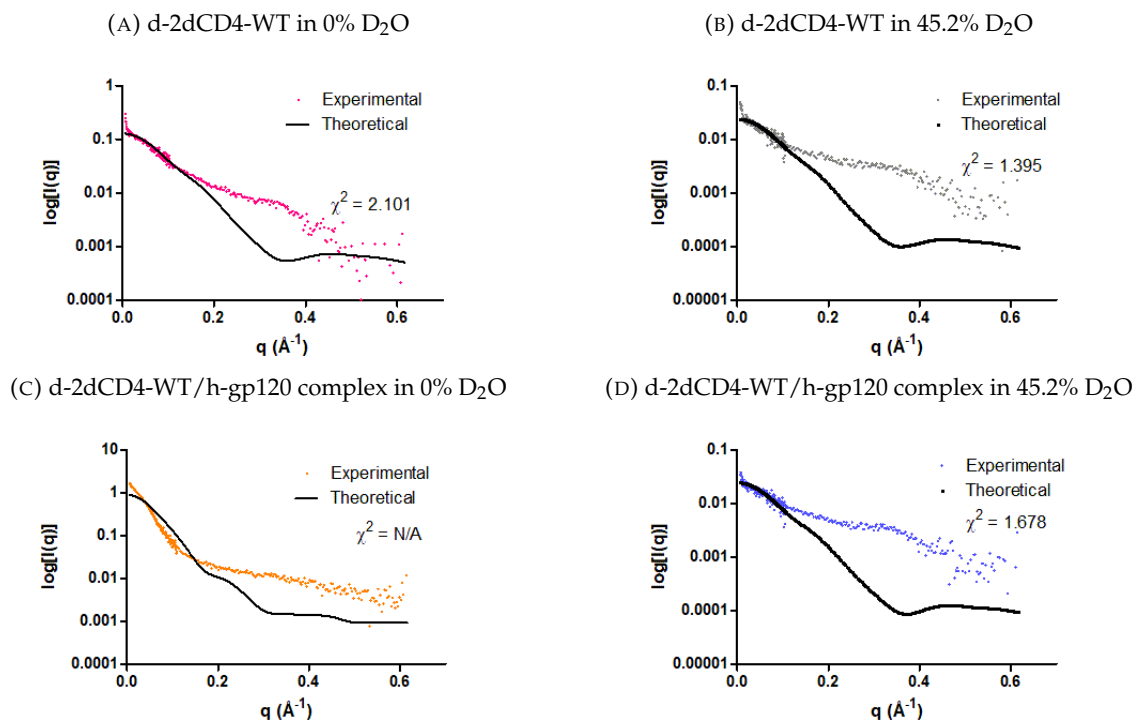 (A) d-2dCD4-WT in 0% D₂O
1
0.1
0.01
0.001
0.0001
log[I(q)]
0.0 0.2 0.4 0.6
q (Å⁻¹)
Experimental
Theoretical
χ² = 2.101
(B) d-2dCD4-WT in 45.2% D₂O
0.1
0.01
0.001
0.0001
0.00001
log[I(q)]
0.0 0.2 0.4 0.6
q (Å⁻¹)
Experimental
Theoretical
χ² = 1.395
(C) d-2dCD4-WT/h-gp120 complex in 0% D₂O
10
1
0.1
0.01
0.001
0.0001
log[I(q)]
0.0 0.2 0.4 0.6
q (Å⁻¹)
Experimental
Theoretical
χ² = N/A
(D) d-2dCD4-WT/h-gp120 complex in 45.2% D₂O
0.1
0.01
0.001
0.0001
0.00001
log[I(q)]
0.0 0.2 0.4 0.6
q (Å⁻¹)
Experimental
Theoretical
χ² = 1.678